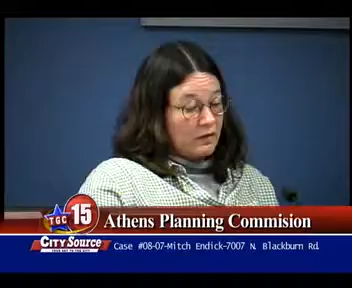 TGC 15
Athens Planning Commision
CITY SOURCE
Case #08-07-Mitch Endick-7007 N. Blackburn Rd.